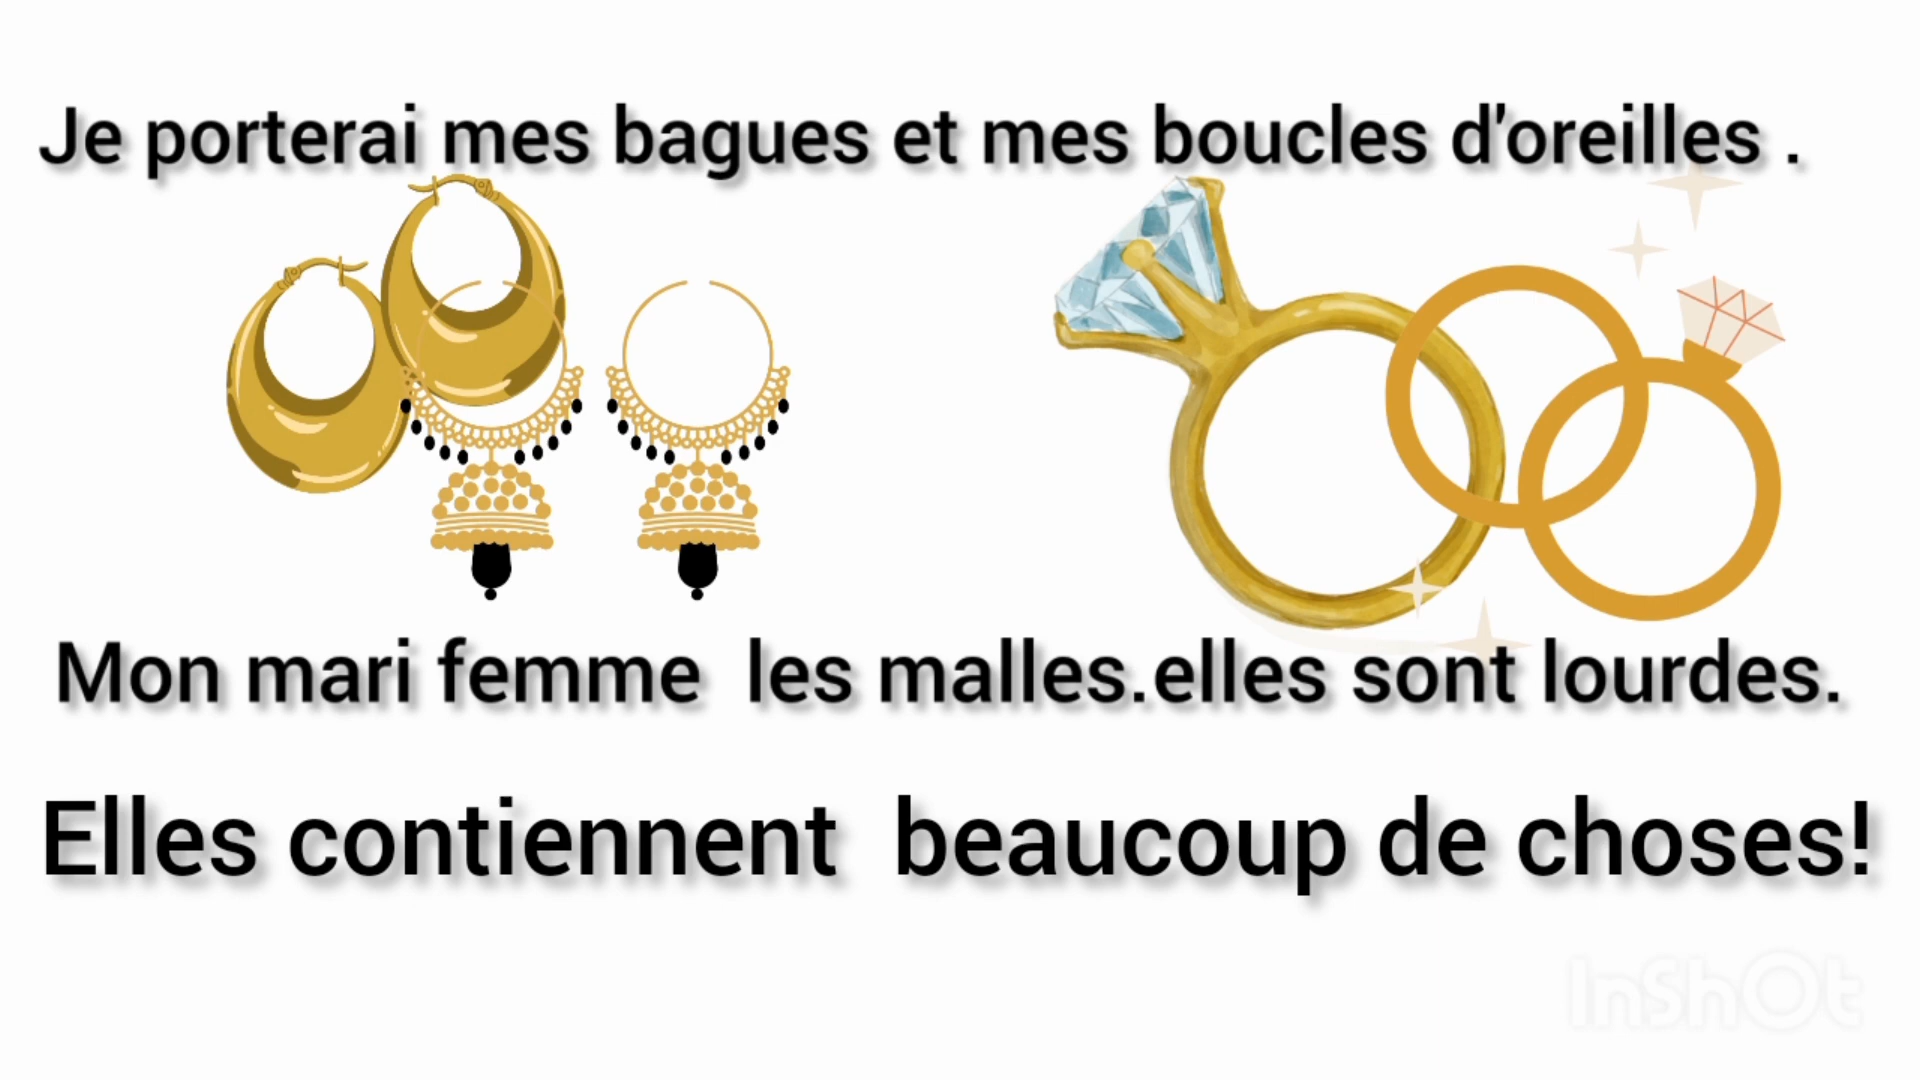 Je porterai mes bagues et mes boucles d'oreilles .
Mon mari femme les malles.elles sont lourdes.
Elles contiennent beaucoup de choses!
InShOt